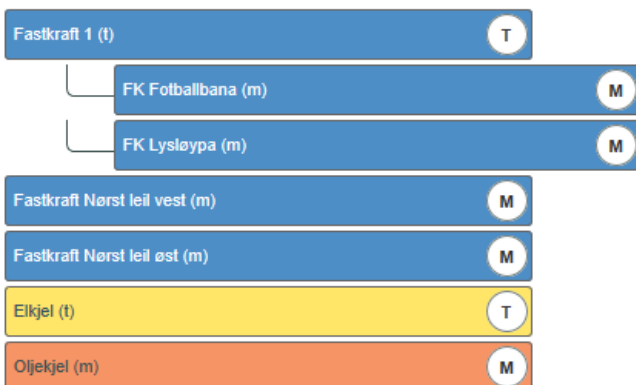 Fastkraft 1 (t) T
FK Fotballbana (m) M
FK Lysløypa (m) M
Fastkraft Nørst leil vest (m) M
Fastkraft Nørst leil øst (m) M
Elkjel (t) T
Oljekjel (m) M